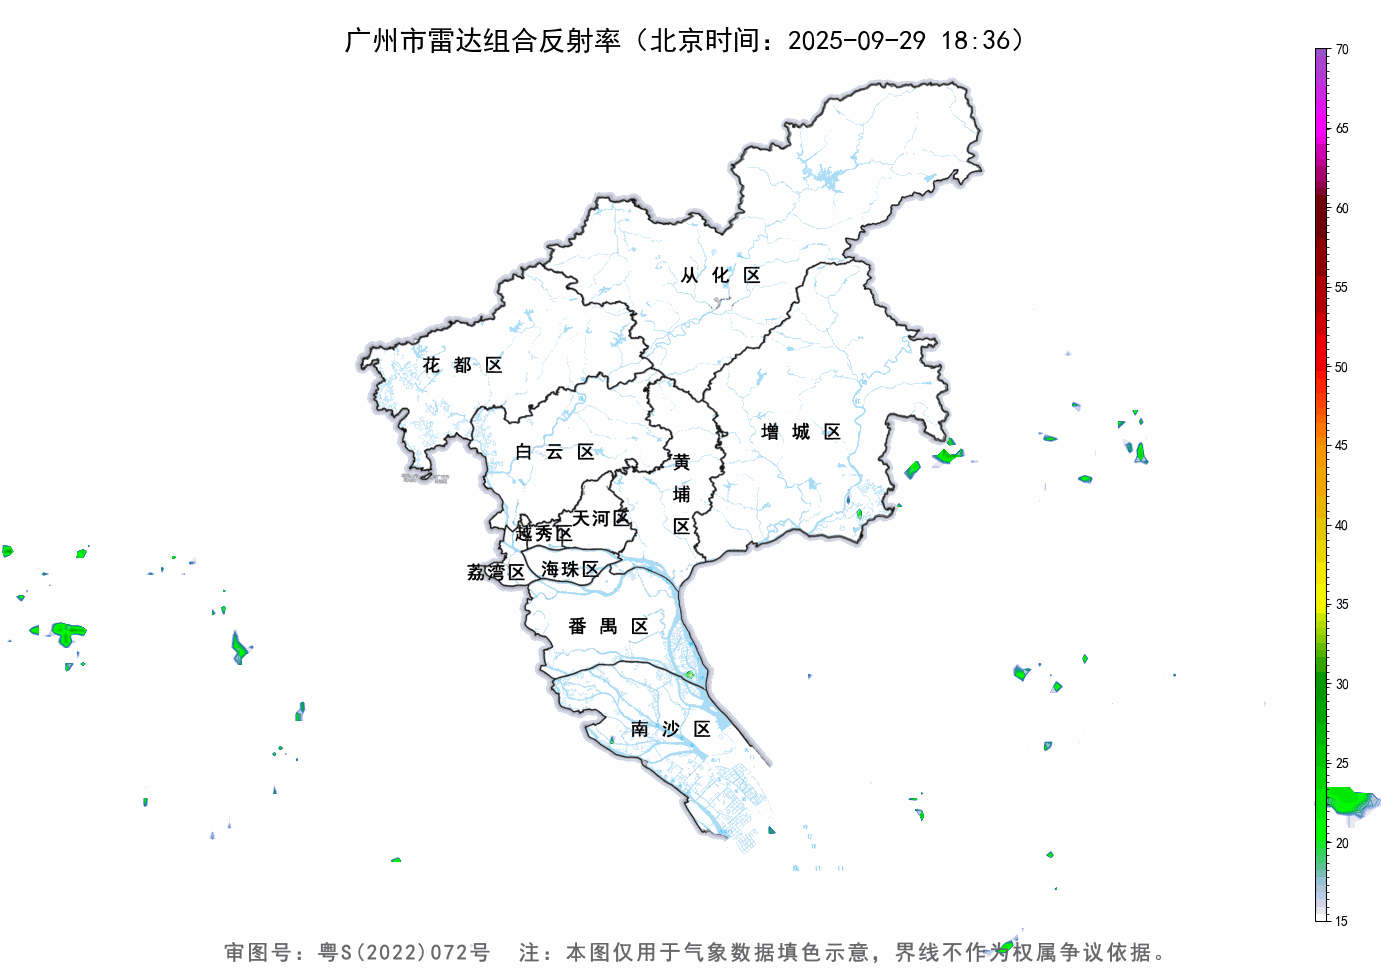 广州市雷达组合反射率（北京时间：2025-09-29 18:36）
70
65
60
55
50
45
40
35
30
25
20
15
从化区
花都区
增城区
白云区
黄埔区
天河区
越秀区
荔湾区
海珠区
番禺区
南沙区
审图号：粤S(2022)072号 注：本图仅用于气象数据填色示意，界线不作为权属争议依据。